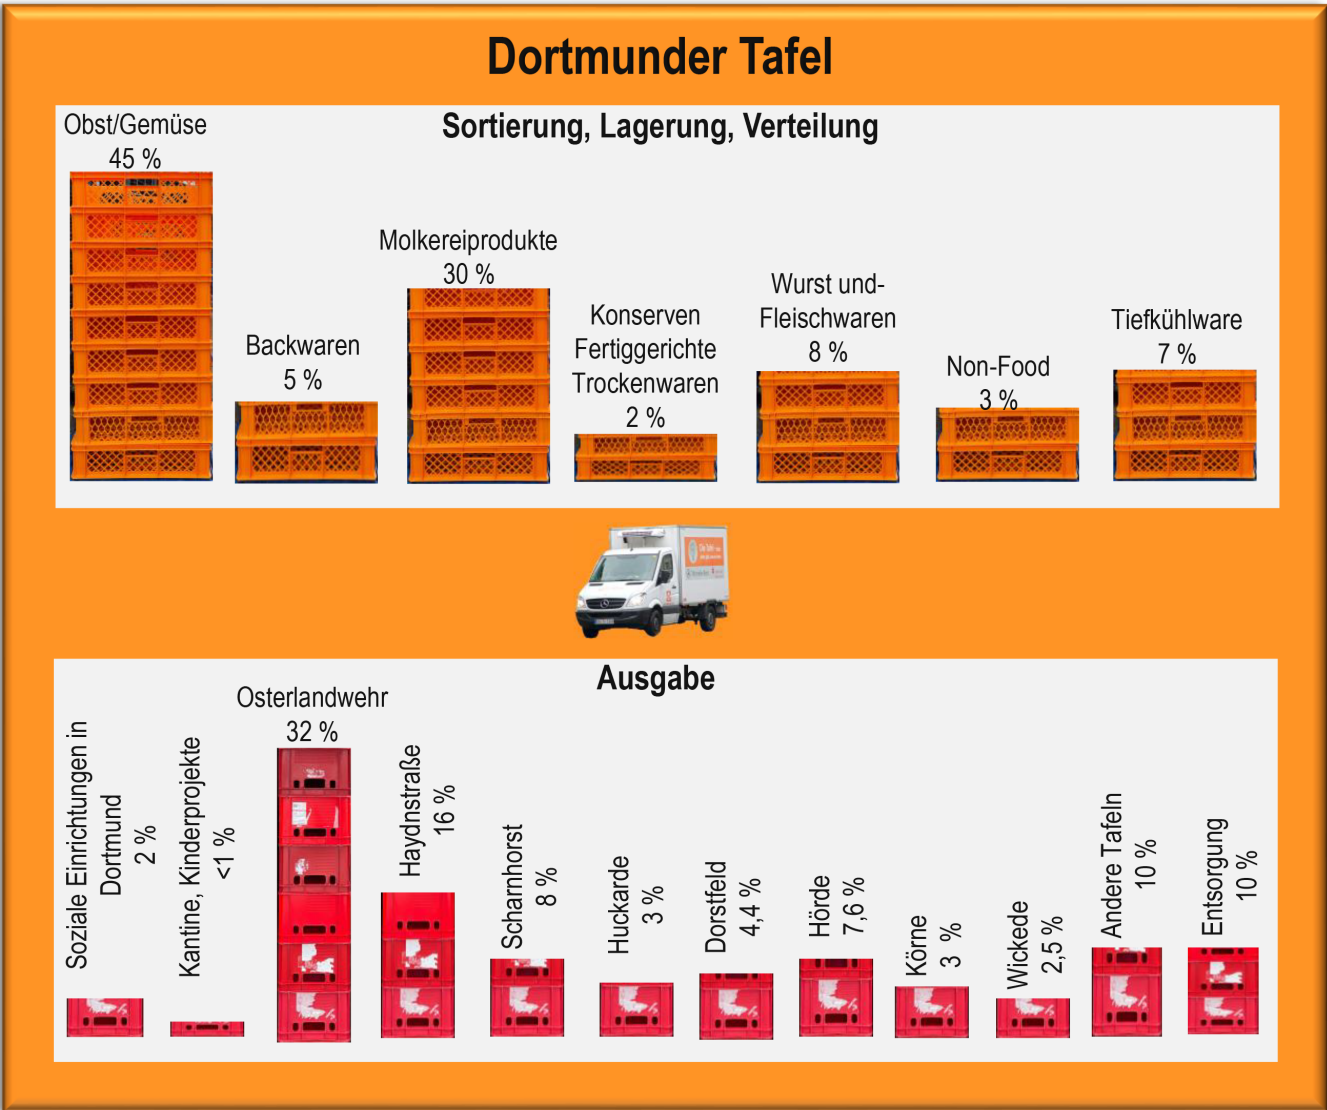 Dortmunder Tafel
Sortierung, Lagerung, Verteilung
Obst/Gemüse
45 %
Backwaren
5 %
Molkereiprodukte
30 %
Konserven
Fertiggerichte
Trockenwaren
2 %
Wurst und-
Fleischwaren
8 %
Non-Food
3 %
Tiefkühlware
7 %
Die Tafel
Ausgabe
Soziale Einrichtungen in
Dortmund
2 %
Kantine, Kinderprojekte
<1 %
Osterlandwehr
32 %
Haydnstraße
16 %
Scharnhorst
8 %
Huckarde
3 %
Dorstfeld
4,4 %
Hörde
7,6 %
Körne
3 %
Wickede
2,5 %
Andere Tafeln
10 %
Entsorgung
10 %